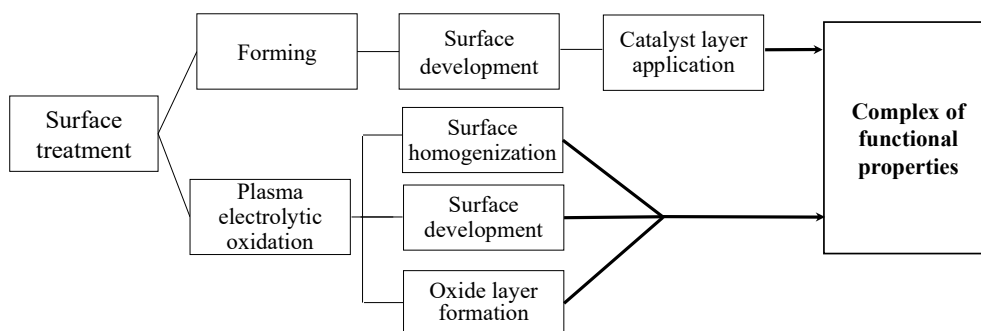 Surface
treatment
Forming
Surface
development
Catalyst layer
application
Plasma
electrolytic
oxidation
Surface
homogenization
Surface
development
Oxide layer
formation
Complex of
functional
properties